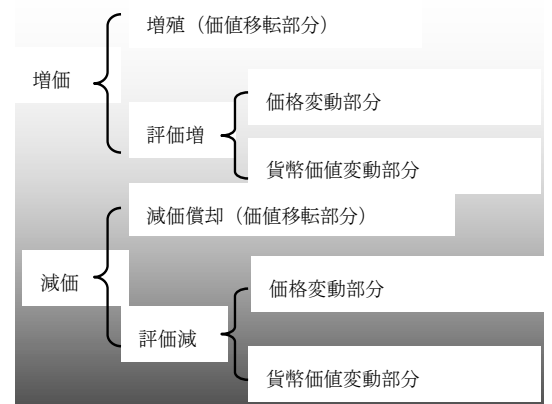 増殖（価値移転部分）
増価
価格変動部分
評価増
貨幣価値変動部分
減価償却（価値移転部分）
減価
価格変動部分
評価減
貨幣価値変動部分